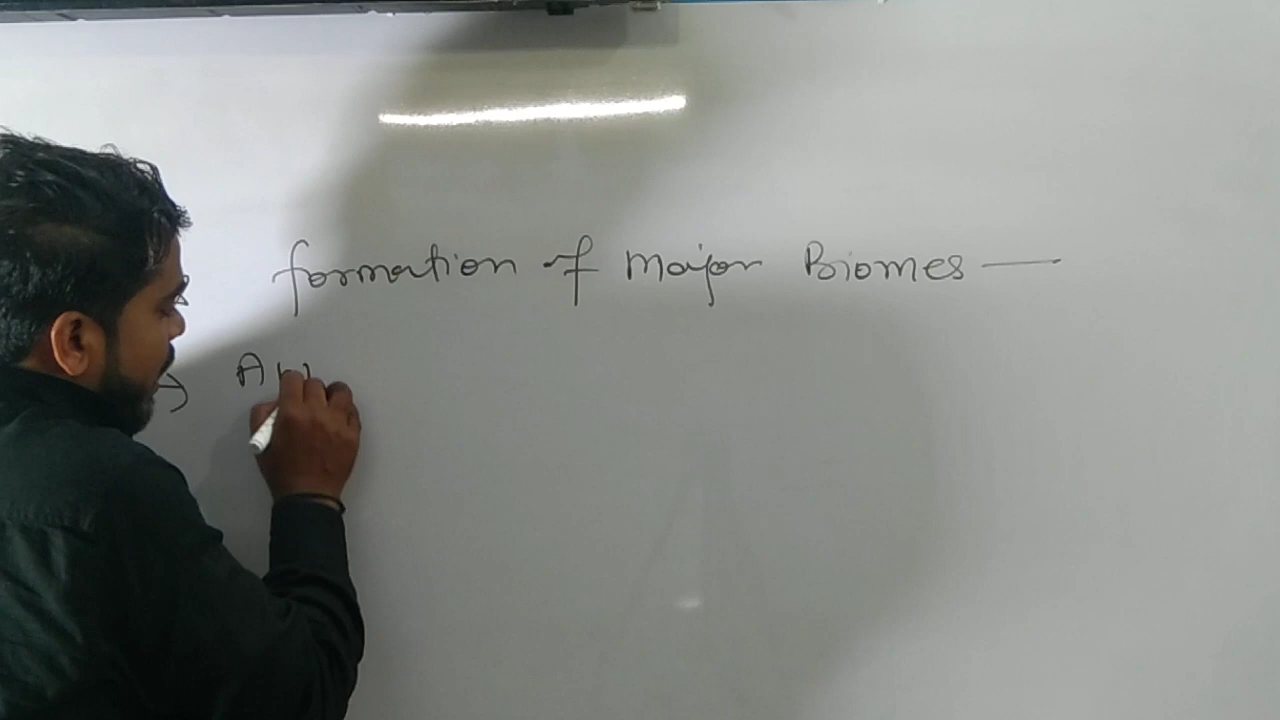 formation of Major Biomes —